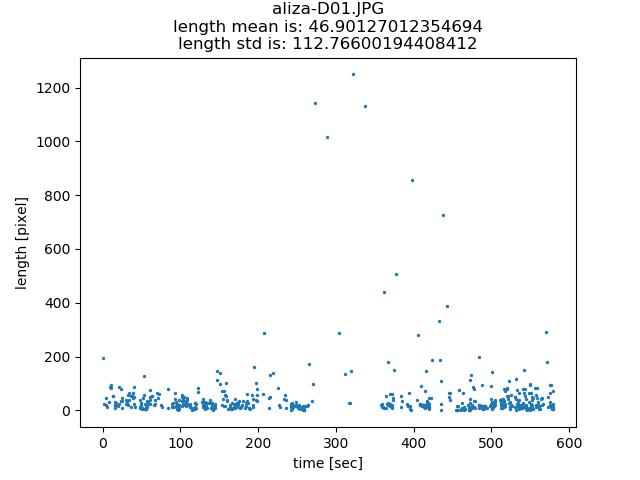 aliza-D01.JPG
length mean is: 46.90127012354694
length std is: 112.76600194408412
1200
1000
800
600
400
200
0
length [pixel]
0 100 200 300 400 500 600
time [sec]